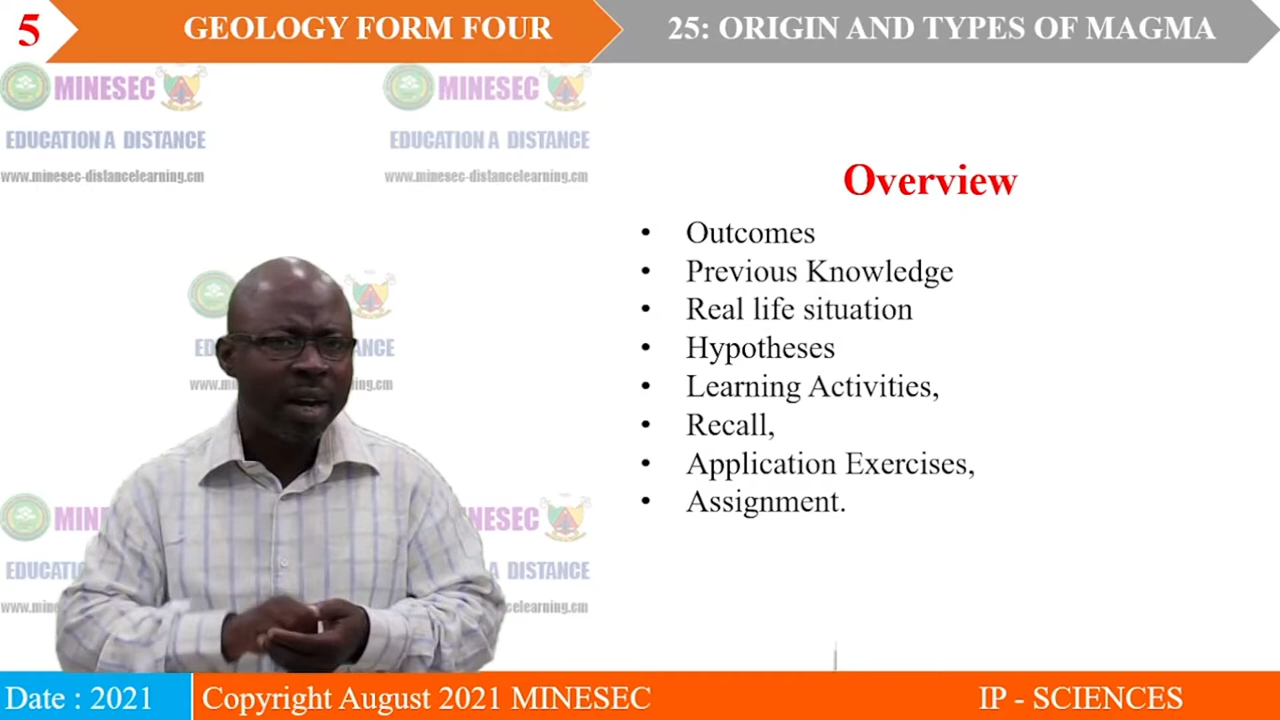 5
GEOLOGY FORM FOUR
25: ORIGIN AND TYPES OF MAGMA
MINESEC
EDUCATION A DISTANCE
www.minesec-distancelearning.cm
MINESEC
EDUCATION A DISTANCE
www.minesec-distancelearning.cm
Overview
• Outcomes
• Previous Knowledge
• Real life situation
• Hypotheses
• Learning Activities,
• Recall,
• Application Exercises,
• Assignment.
Date : 2021
Copyright August 2021 MINESEC
IP - SCIENCES